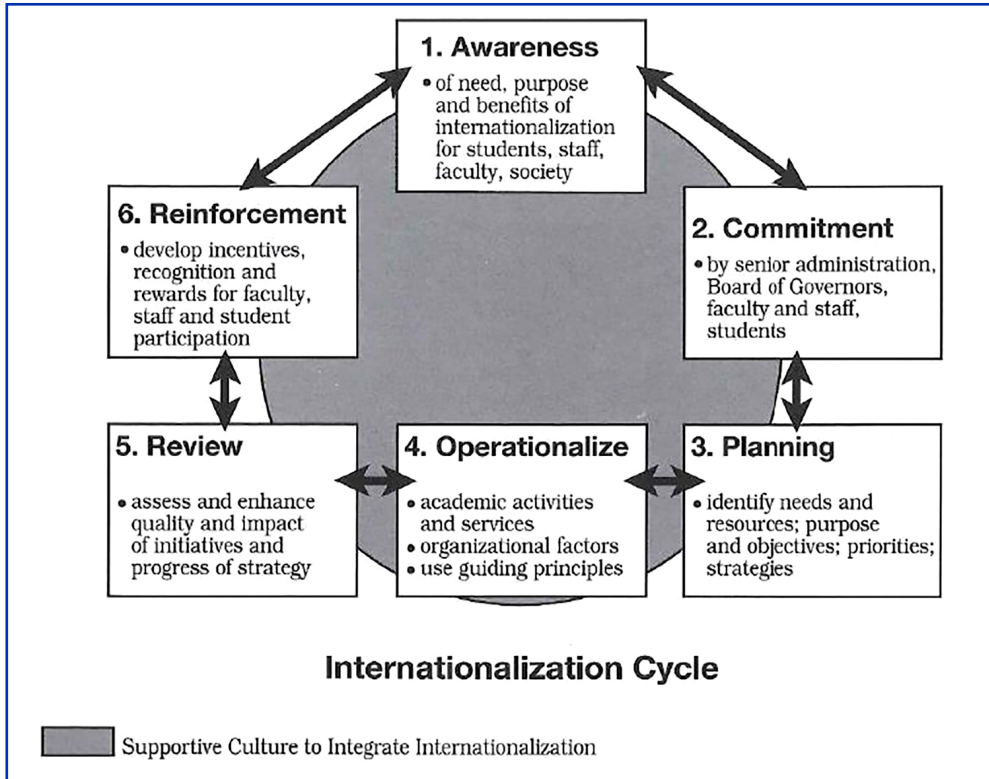 1. Awareness
• of need, purpose
and benefits of
internationalization
for students, staff,
faculty, society
6. Reinforcement
• develop incentives,
recognition and
rewards for faculty,
staff and student
participation
2. Commitment
• by senior administration,
Board of Governors,
faculty and staff,
students
5. Review
• assess and enhance
quality and impact
of initiatives and
progress of strategy
4. Operationalize
• academic activities
and services
• organizational factors
• use guiding principles
3. Planning
• identify needs and
resources; purpose
and objectives; priorities;
strategies
Internationalization Cycle
Supportive Culture to Integrate Internationalization